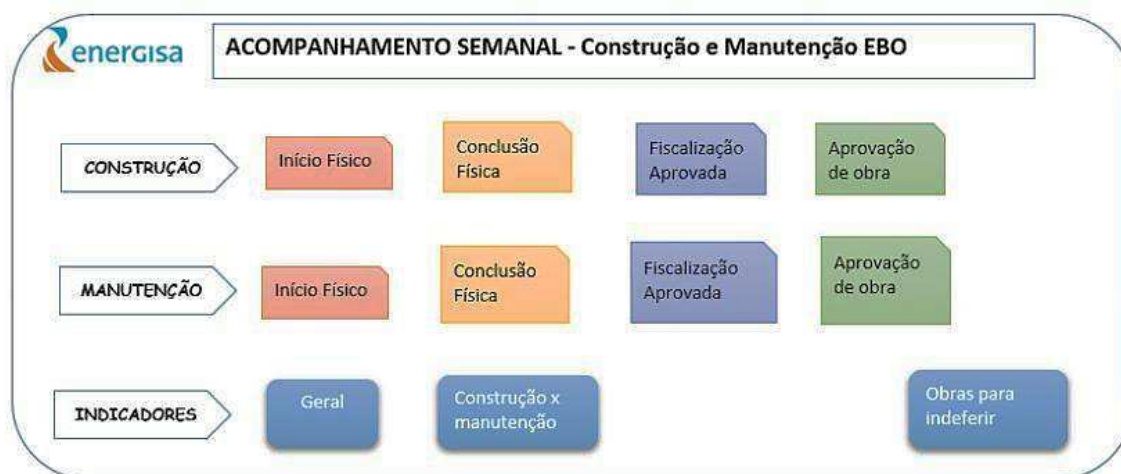 energisa
ACOMPANHAMENTO SEMANAL - Construção e Manutenção EBO
CONSTRUÇÃO
Início Físico
Conclusão
Física
Fiscalização
Aprovada
Aprovação
de obra
MANUTENÇÃO
Início Físico
Conclusão
Física
Fiscalização
Aprovada
Aprovação
de obra
INDICADORES
Geral
Construção x
manutenção
Obras para
indeferir